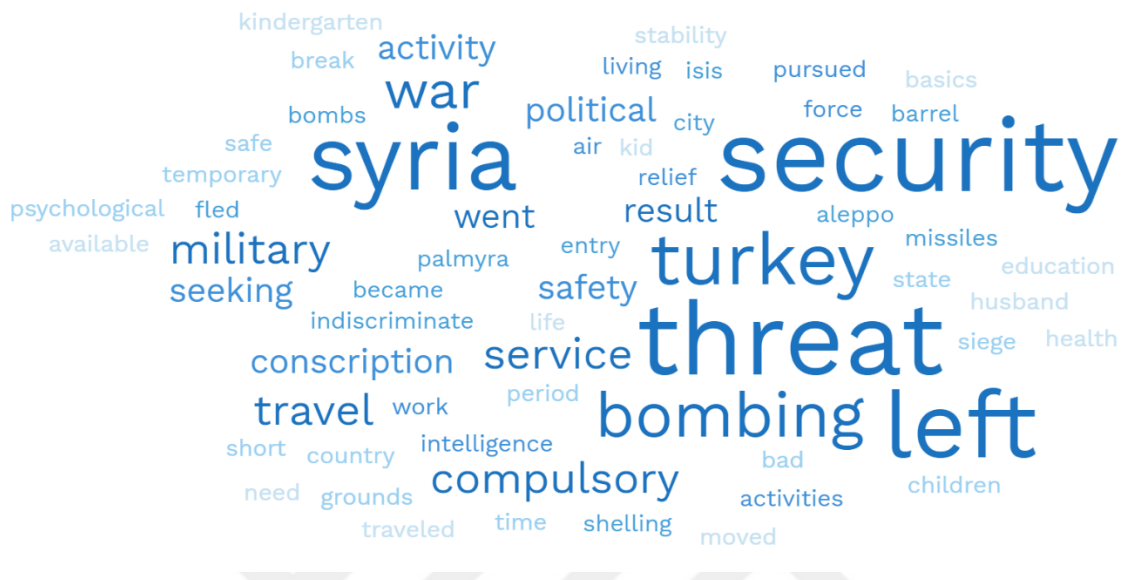 kindergarten
stability
activity
break
living
isis
pursued
basics
war
bombs
political
city
force
barrel
safe
syria
air
kid
security
temporary
relief
psychological
fled
went
result
aleppo
available
military
palmyra
entry
turkey
missiles
education
seeking
became
safety
state
husband
indiscriminate
life
threat
siege
health
conscription
service
travel
work
period
bombing
left
short
country
intelligence
bad
need
grounds
compulsory
activities
children
traveled
time
shelling
moved